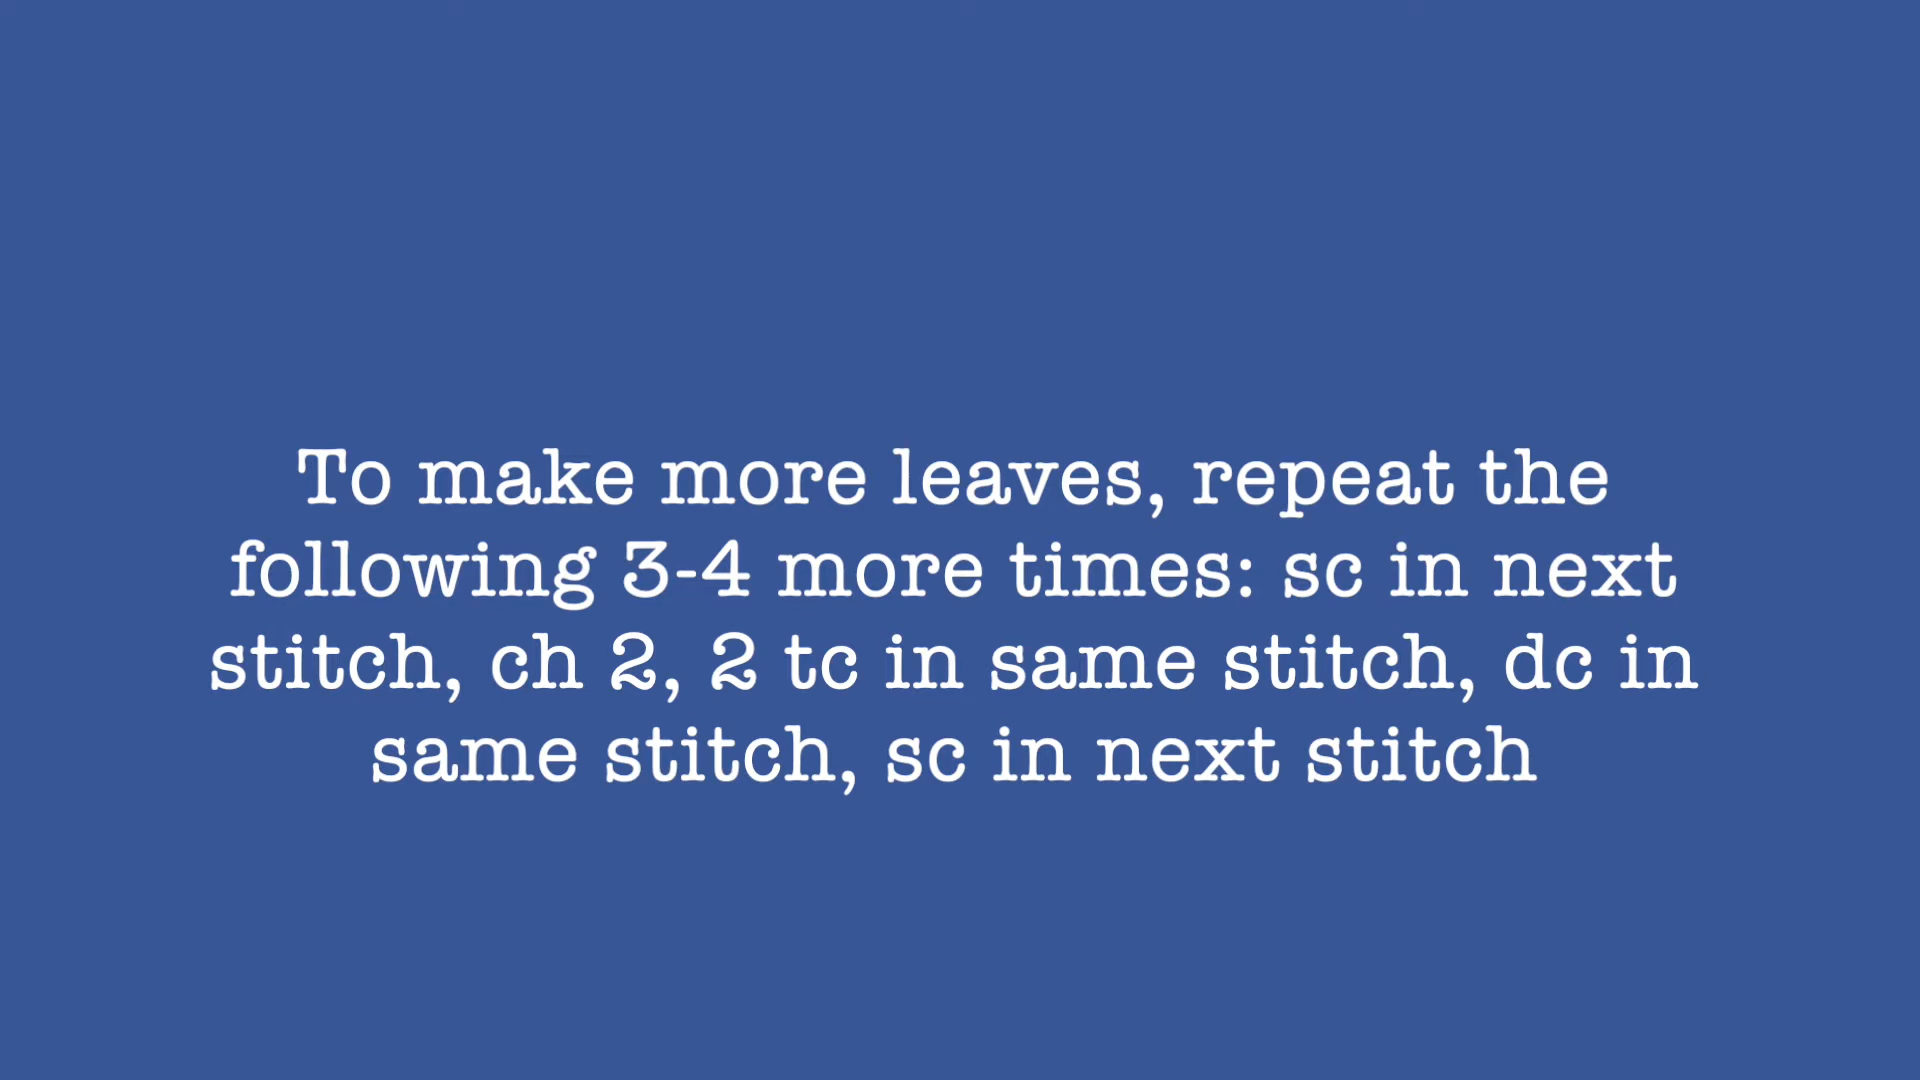 To make more leaves, repeat the
following 3-4 more times: sc in next
stitch, ch 2, 2 tc in same stitch, dc in
same stitch, sc in next stitch